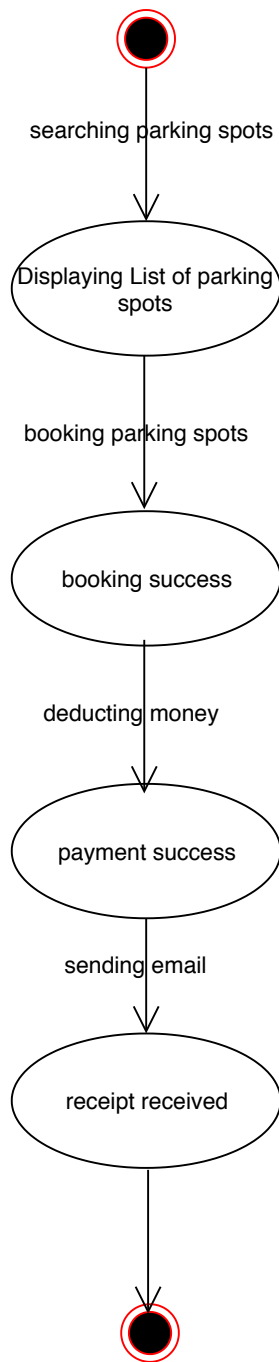 searching parking spots
Displaying List of parking
spots
booking parking spots
booking success
deducting money
payment success
sending email
receipt received